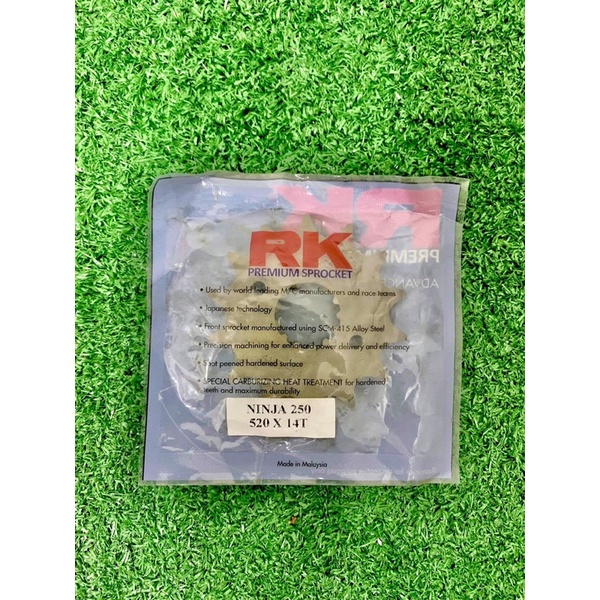 RK
PREMIUM SPROCKET
• Used by world leading M/C manufacturers and race teams
• Japanese technology
• Front sprocket manufactured using SCM-415 Alloy Steel
• Precision machining for enhanced power delivery and efficiency
• Shot peened hardened surface
• SPECIAL CARBURIZING HEAT TREATMENT for hardened
teeth and maximum durability
NINJA 250
520 X 14T
Made in Malaysia
RK
PREMI
ADVANC